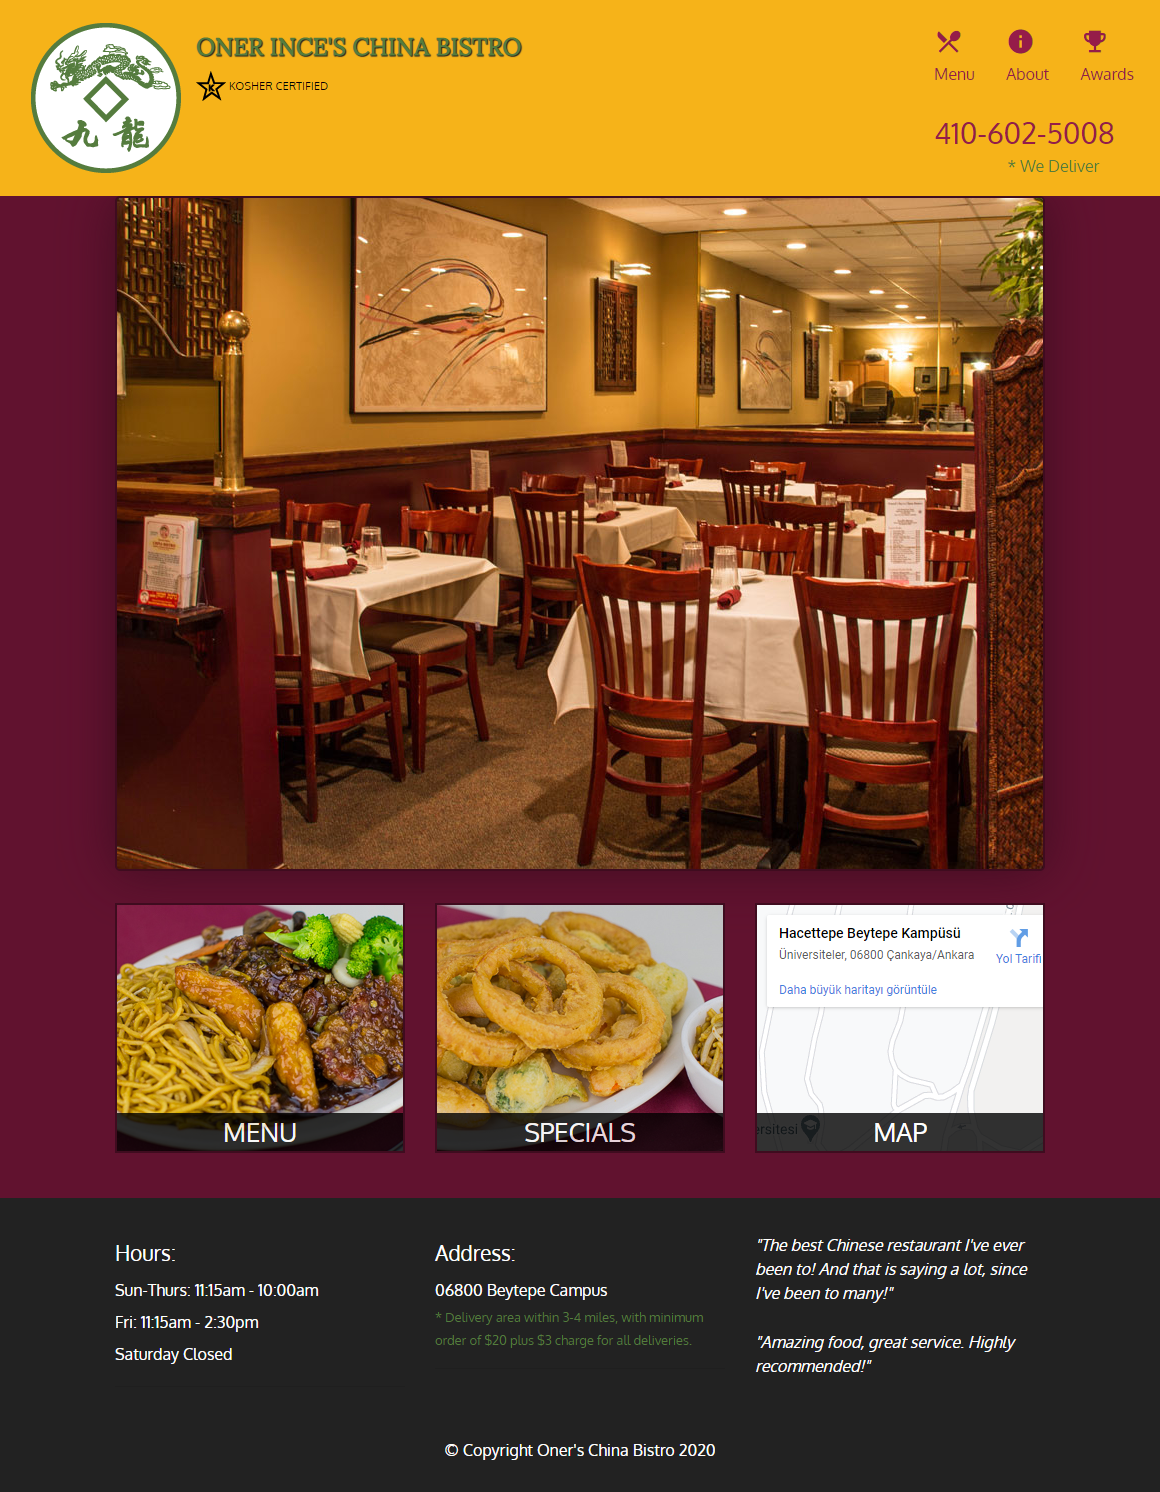 ONER INCE'S CHINA BISTRO
K
KOSHER CERTIFIED
九龍
Menu
About
Awards
410-602-5008
* We Deliver
Hacettepe Beytepe Kampüsü
Üniversiteler, 06800 Çankaya/Ankara
Yol Tarifi
Daha büyük haritayı görüntüle
ersitesi
MENU
SPECIALS
MAP
Hours:
Sun-Thurs: 11:15am - 10:00am
Fri: 11:15am - 2:30pm
Saturday Closed
Address:
06800 Beytepe Campus
* Delivery area within 3-4 miles, with minimum
order of $20 plus $3 charge for all deliveries.
"The best Chinese restaurant I've ever
been to! And that is saying a lot, since
I've been to many!"
"Amazing food, great service. Highly
recommended!"
© Copyright Oner's China Bistro 2020